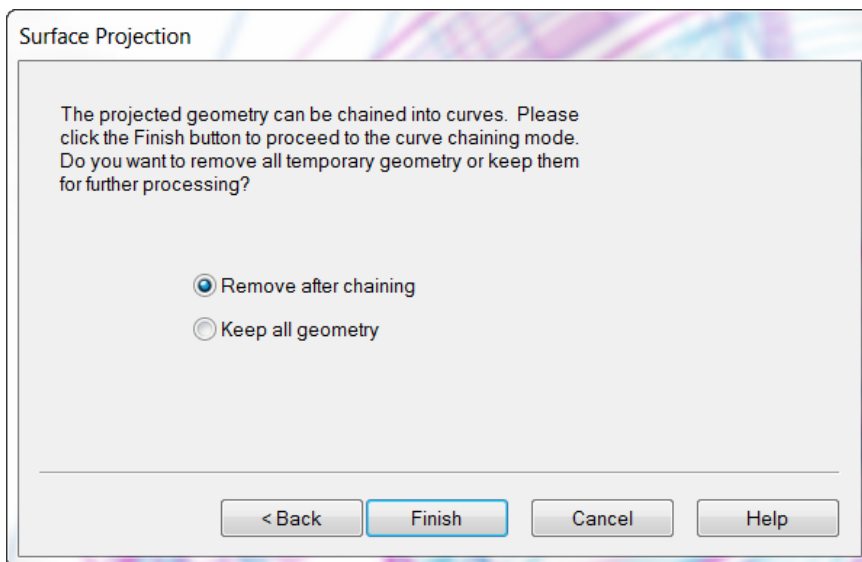 Surface Projection
The projected geometry can be chained into curves.  Please
click the Finish button to proceed to the curve chaining mode.
Do you want to remove all temporary geometry or keep them
for further processing?
Remove after chaining
Keep all geometry
< Back
Finish
Cancel
Help